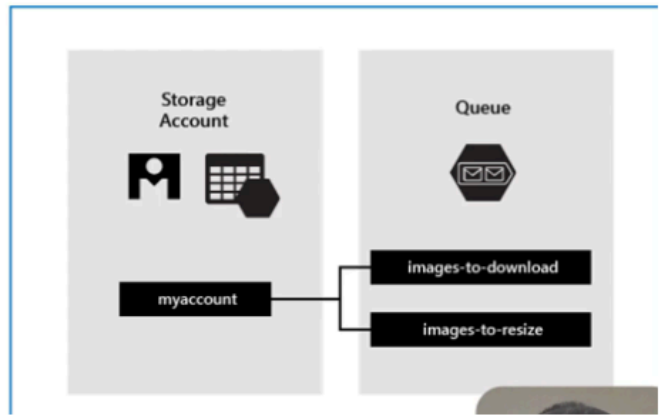 Storage
Account
Queue
myaccount
images-to-download
images-to-resize